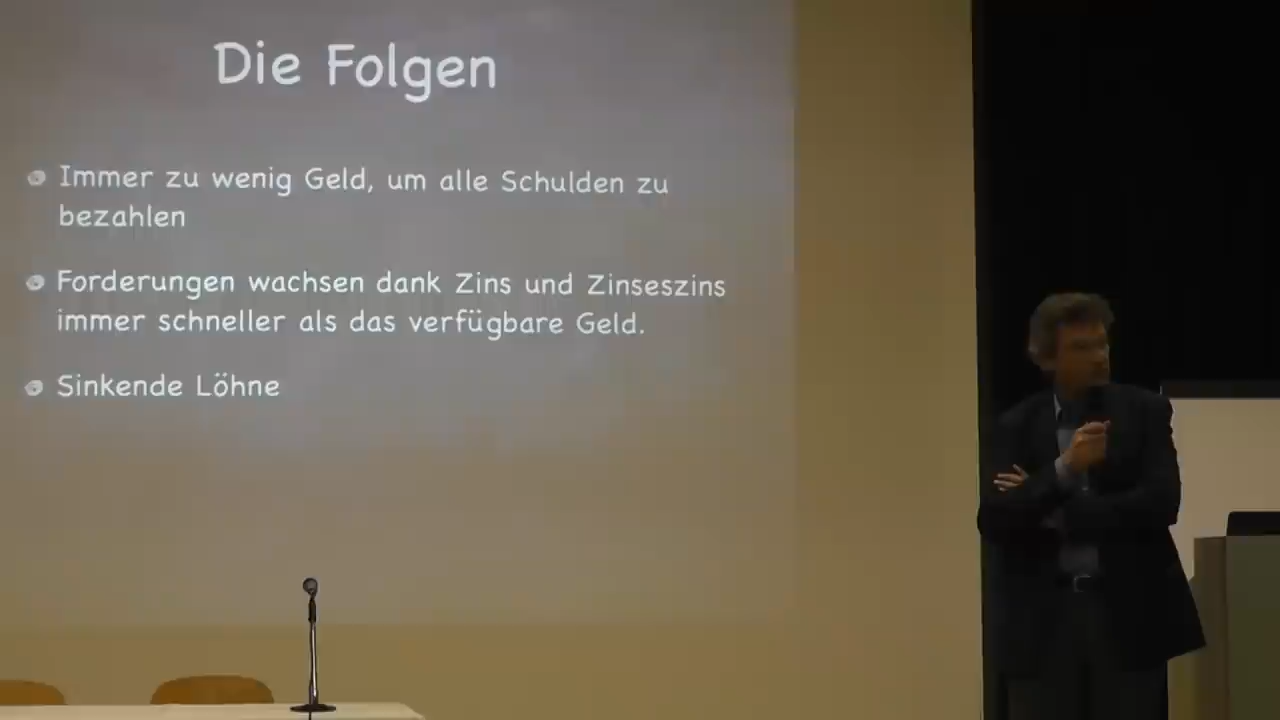 Die Folgen
Immer zu wenig Geld, um alle Schulden zu
bezahlen
Forderungen wachsen dank Zins und Zinseszins
immer schneller als das verfügbare Geld.
Sinkende Löhne